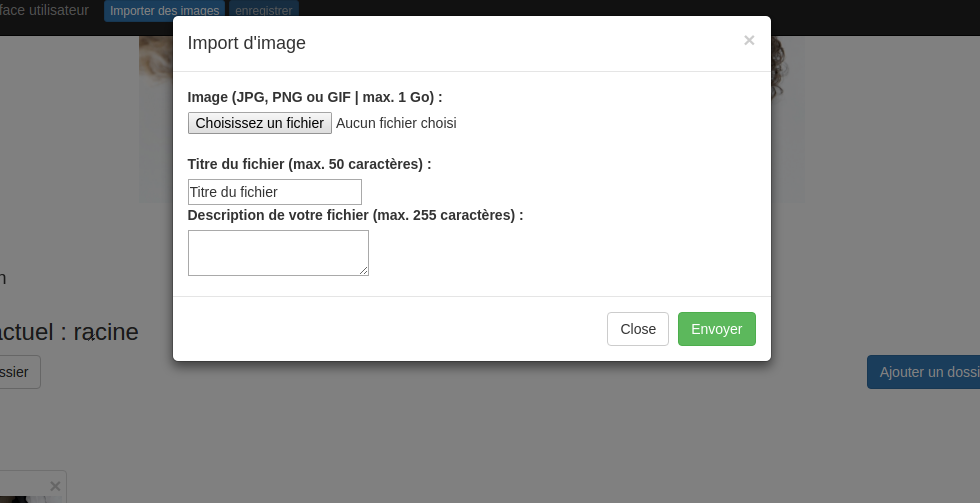 face utilisateur Importer des images enregistrer
Import d'image ×
Image (JPG, PNG ou GIF | max. 1 Go) :
Choisissez un fichier Aucun fichier choisi
Titre du fichier (max. 50 caractères) :
Titre du fichier
Description de votre fichier (max. 255 caractères) :
n
actuel : racine
Close Envoyer
ssier Ajouter un dossi
×